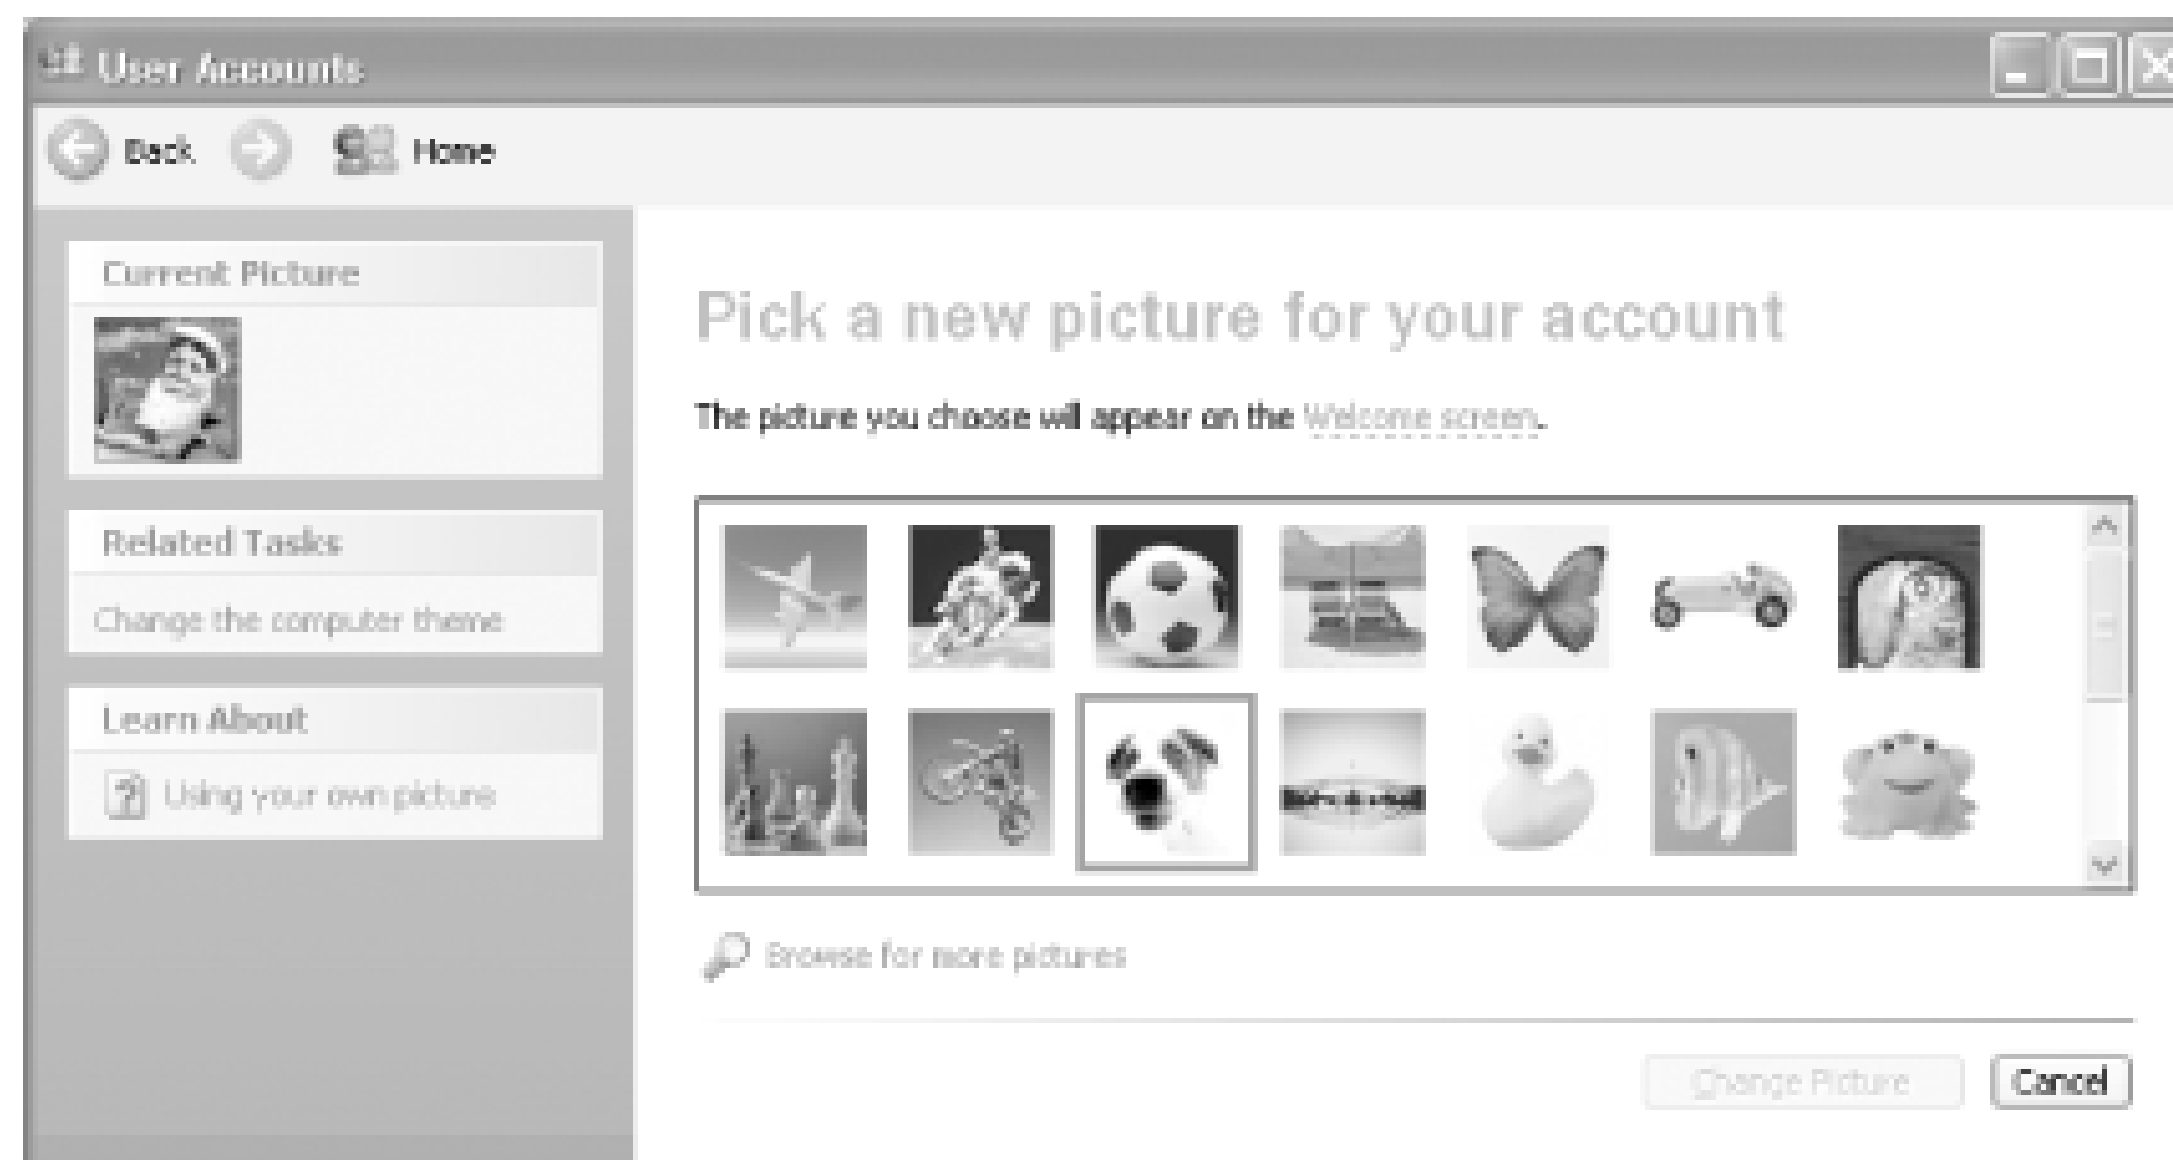 User Accounts
Back Home
Current Picture
Related Tasks
Change the computer theme
Learn About
Using your own picture
Pick a new picture for your account
The picture you choose will appear on the Welcome screen.
Browse for more pictures
Change Picture Cancel